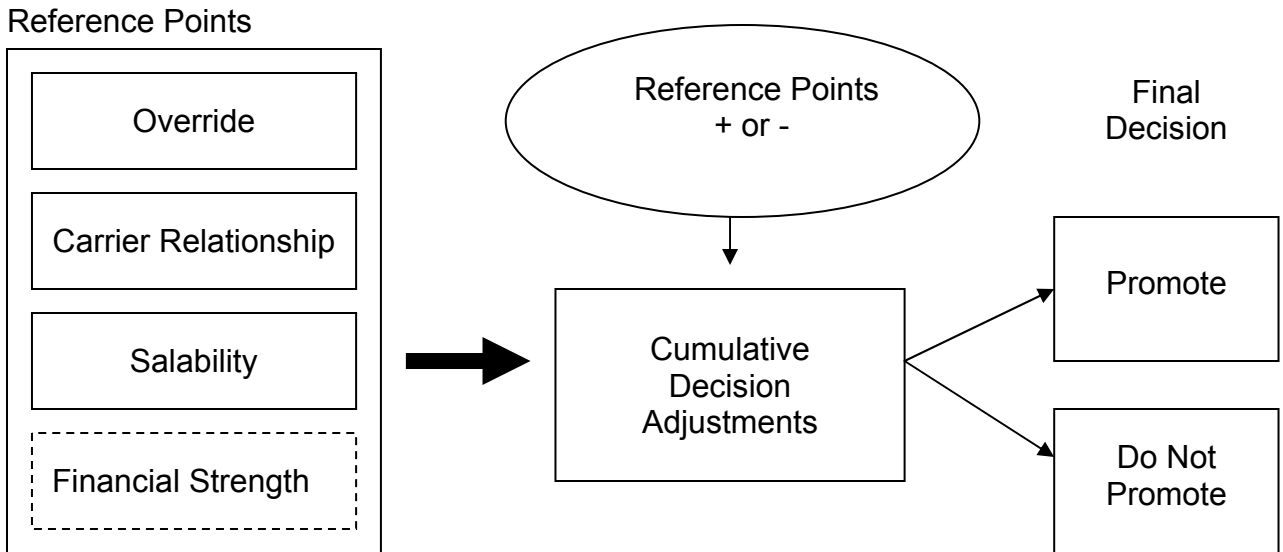 Reference Points
Override
Carrier Relationship
Salability
Financial Strength
Reference Points
+ or -
Cumulative
Decision
Adjustments
Final
Decision
Promote
Do Not
Promote